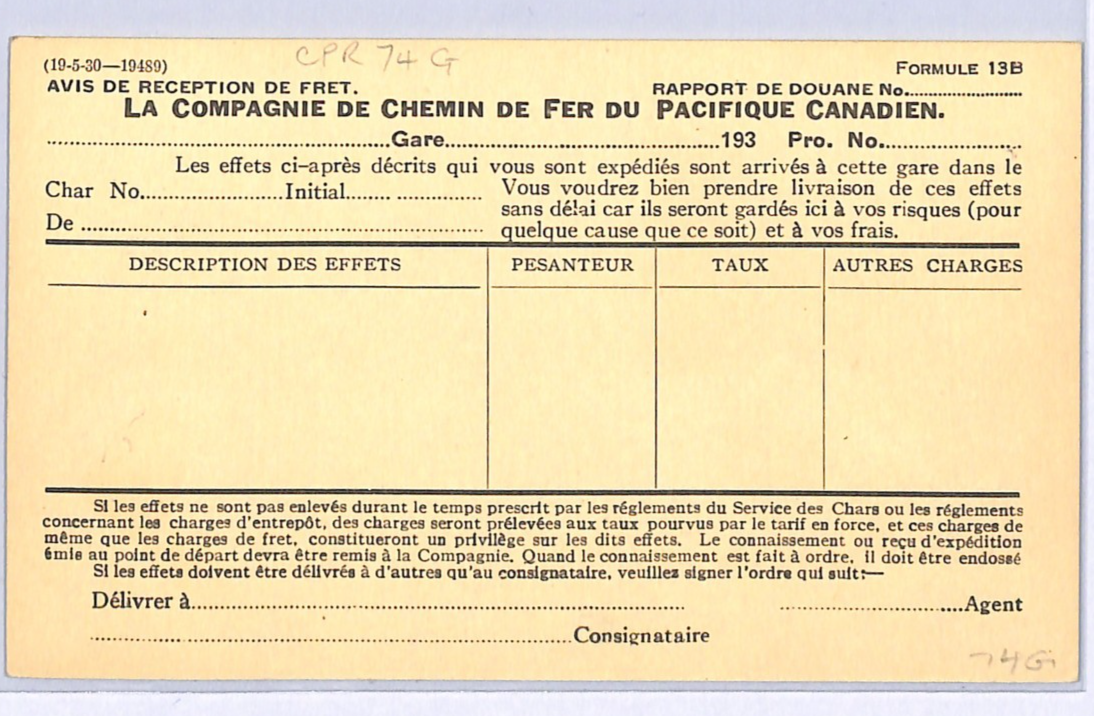 CPR 74 G
(19-5-30—19489) FORMULE 13B
AVIS DE RECEPTION DE FRET. RAPPORT DE DOUANE No..........
LA COMPAGNIE DE CHEMIN DE FER DU PACIFIQUE CANADIEN.
..........Gare..........193 Pro. No..........
Les effets ci-après décrits qui vous sont expédiés sont arrivés à cette gare dans le
Char No..........Initial..........
De ..........
Vous voudrez bien prendre livraison de ces effets
sans délai car ils seront gardés ici à vos risques (pour
quelque cause que ce soit) et à vos frais.
DESCRIPTION DES EFFETS PESANTEUR TAUX AUTRES CHARGES
Si les effets ne sont pas enlevés durant le temps prescrit par les réglements du Service des Chars ou les réglements
concernant les charges d'entrepôt, des charges seront prélevées aux taux pourvus par le tarif en force, et ces charges de
même que les charges de fret, constitueront un privilège sur les dits effets. Le connaissement ou reçu d'expédition
émis au point de départ devra être remis à la Compagnie. Quand le connaissement est fait à ordre, il doit être endossé
Si les effets doivent être délivrés à d'autres qu'au consignataire, veuillez signer l'ordre qui suit:—
Délivrer à.......... ..........Agent
..........Consignataire
74G